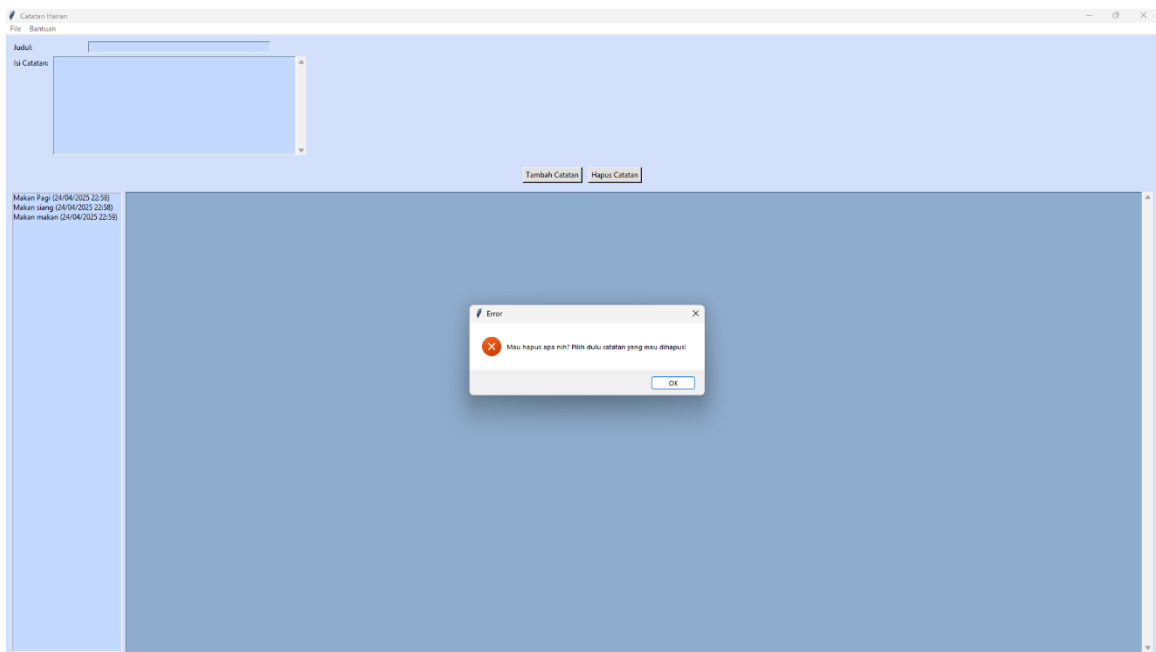 Catatan Harian
File Bantuan
Judul:
Isi Catatan:
Tambah Catatan Hapus Catatan
Makan Pagi (24/04/2025 22:58)
Makan siang (24/04/2025 22:58)
Makan makan (24/04/2025 22:59)
Error
Mau hapus apa nih? Pilih dulu catatan yang mau dihapus!
OK